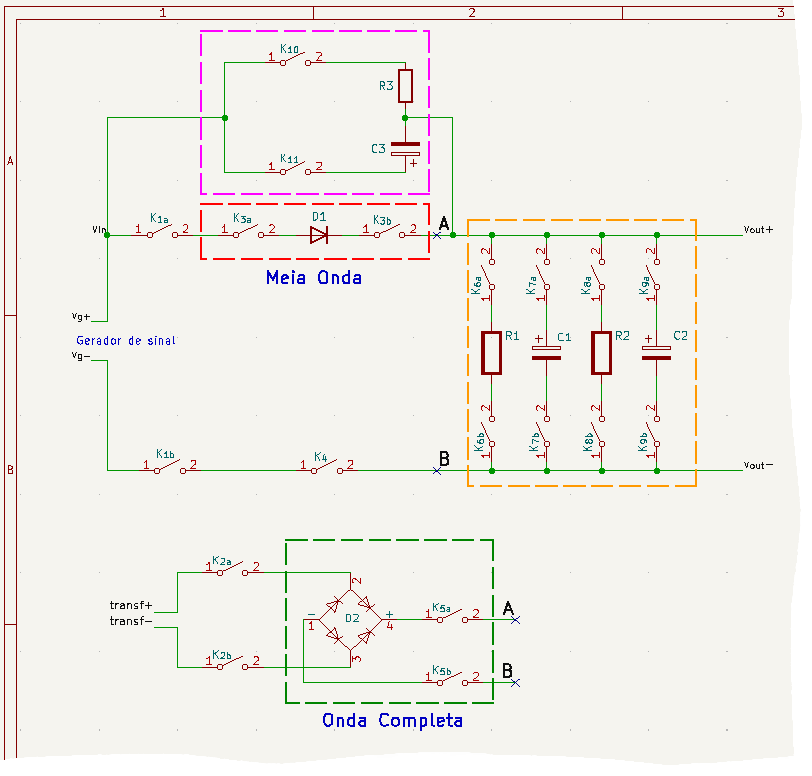 1 2 3
K10
1 2
R3
A
C3
+
K11
1 2
Vin
K1a
1 2
K3a
1 2
D1
K3b
1 2
A
Vout+
Meia Onda
2 2 2 2
K6a K7a K8a K9a
1 1 1 1
Vg+
Gerador de sinal
Vg-
R1
+ C1
R2
+ C2
2 2 2 2
K6b K7b K8b K9b
1 1 1 1
B
K1b
1 2
K4
1 2
B
Vout-
K2a
1 2
2
transf+
transf-
- D2 +
1 4
K5a
1 2
A
3
K2b
1 2
K5b
1 2
B
Onda Completa